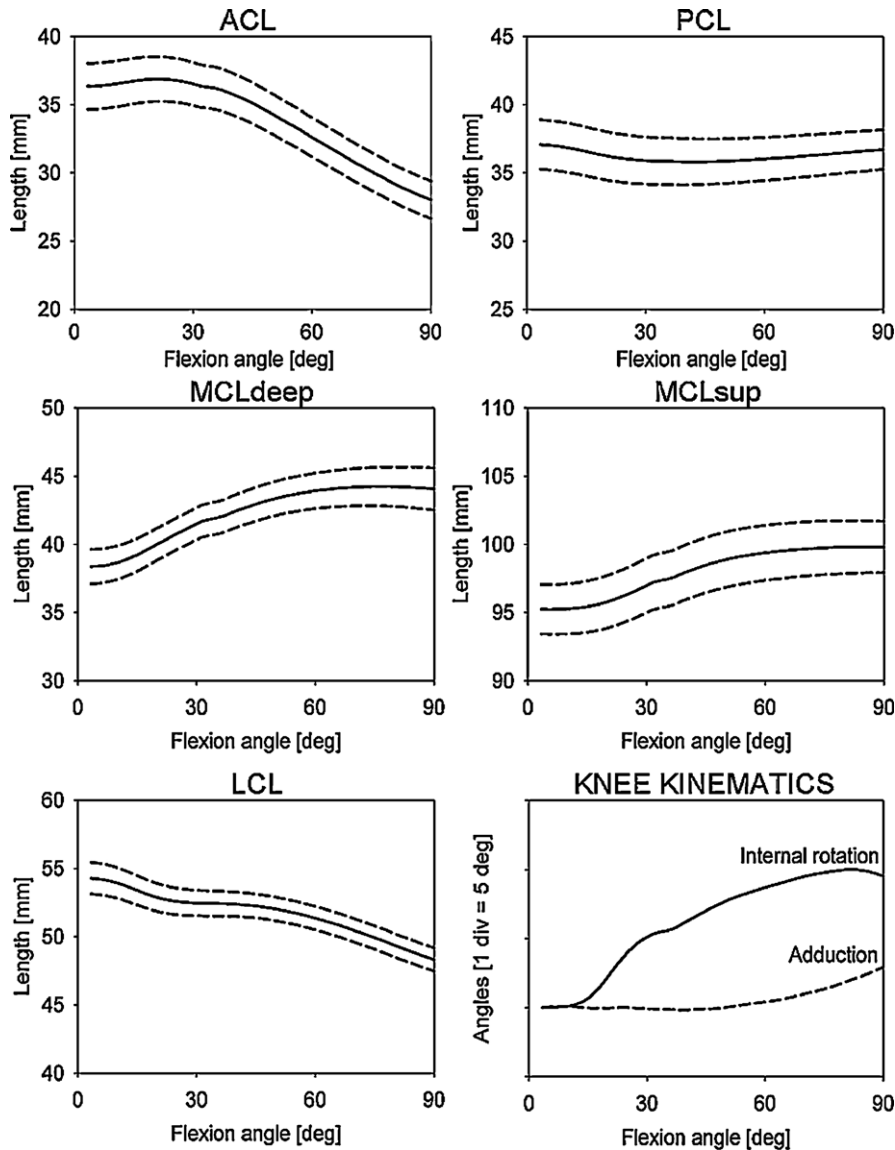 ACL
PCL
40
35
30
25
20
Length [mm]
0
30
60
90
Flexion angle [deg]
45
40
35
30
25
Length [mm]
0
30
60
90
Flexion angle [deg]
MCLdeep
MCLsup
50
45
40
35
30
Length [mm]
0
30
60
90
Flexion angle [deg]
110
105
100
95
90
Length [mm]
0
30
60
90
Flexion angle [deg]
LCL
KNEE KINEMATICS
60
55
50
45
40
Length [mm]
0
30
60
90
Flexion angle [deg]
Angles [1 div = 5 deg]
Internal rotation
Adduction
0
30
60
90
Flexion angle [deg]